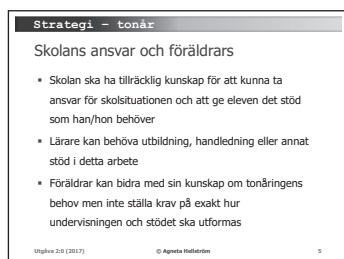 Strategi – tonår
Skolans ansvar och föräldrars
▪ Skolan ska ha tillräcklig kunskap för att kunna ta
ansvar för skolsituationen och att ge eleven det stöd
som han/hon behöver
▪ Lärare kan behöva utbildning, handledning eller annat
stöd i detta arbete
▪ Föräldrar kan bidra med sin kunskap om tonåringens
behov men inte ställa krav på exakt hur
undervisningen och stödet ska utformas
Utgåva 2:0 (2017) © Agneta Hellström 5